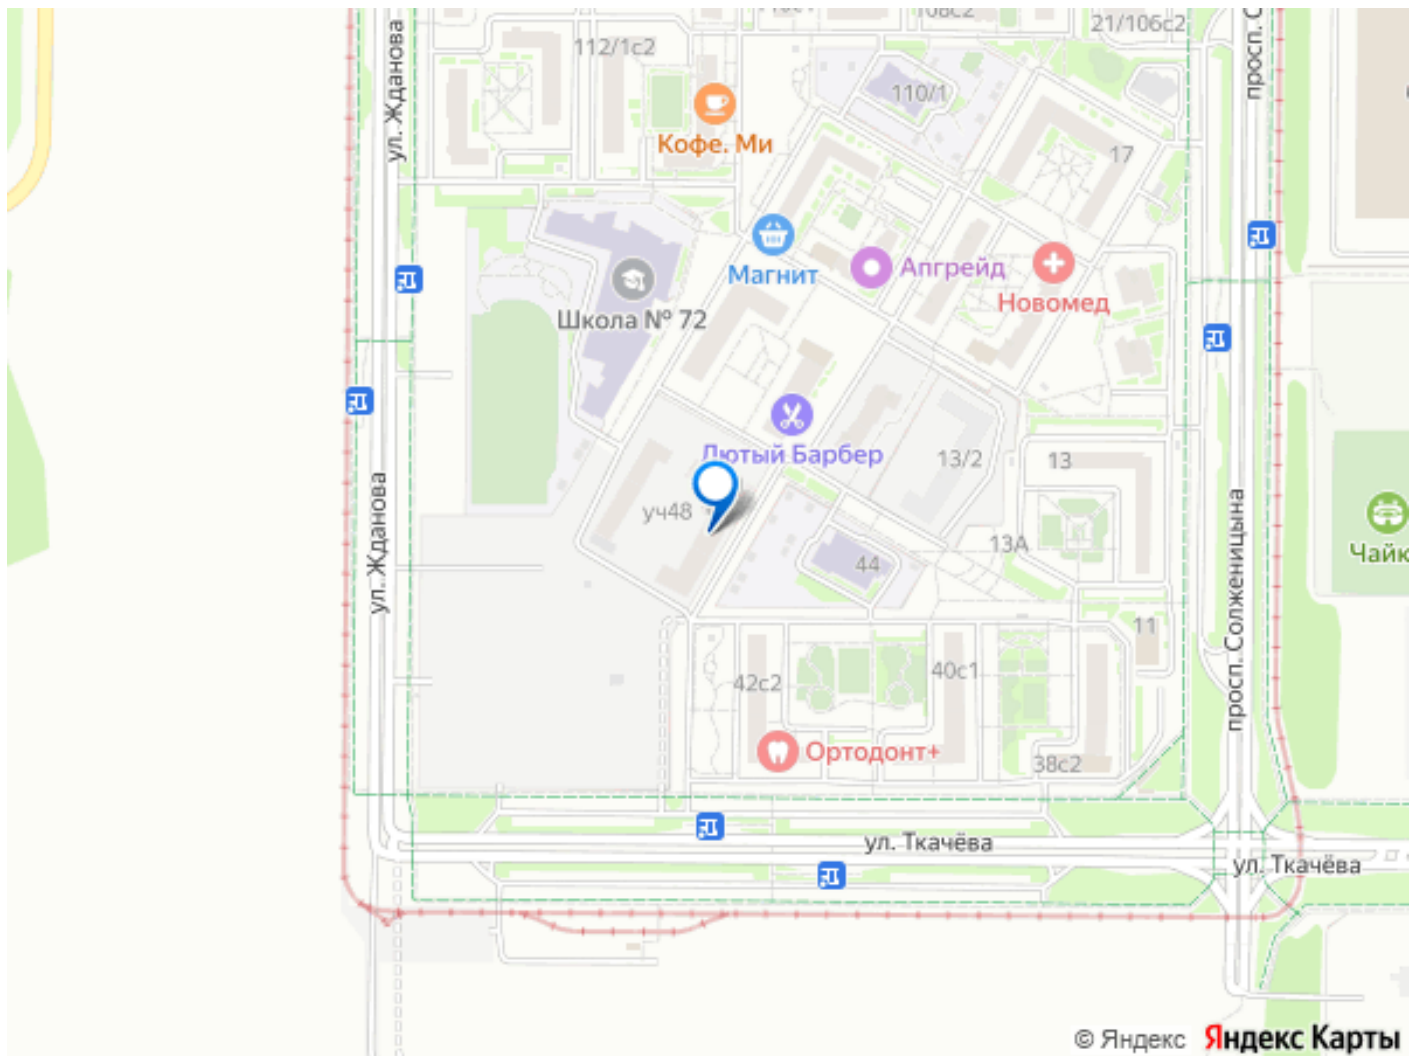 108с2
21/106с2
ул. Жданова
112/1с2
110/1
Кофе. Ми
17
Магнит
Апгрейд
Новомед
Школа № 72
Лютый Барбер
13/2
13
уч48
13А
44
Чайк
ул. Жданова
просп. Солженицына
11
42с2
40с1
Ортодонт+
38с2
ул. Ткачёва
ул. Ткачёва
© Яндекс Яндекс Карты